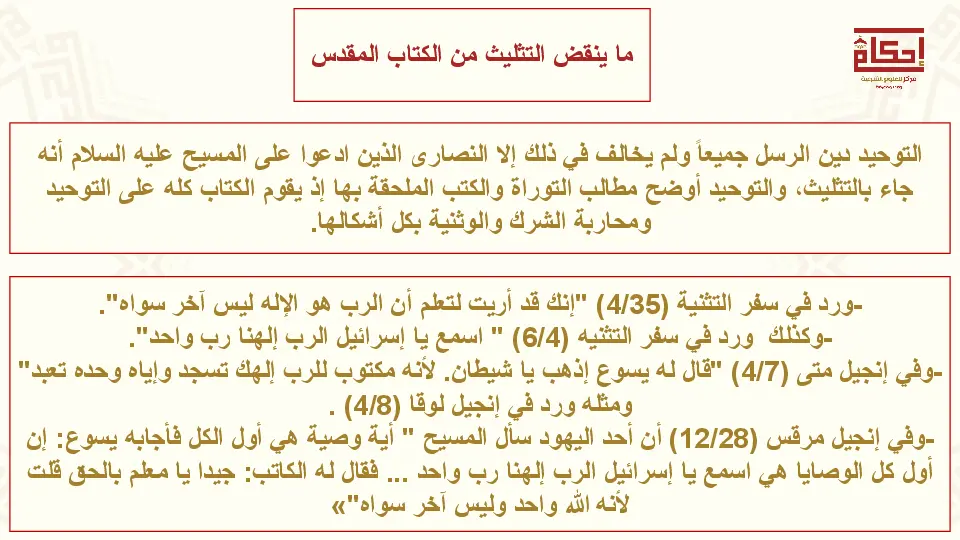 ما ينقض التثليث من الكتاب المقدس
إحكام
مركز للعلوم الشرعية
التوحيد دين الرسل جميعاً ولم يخالف في ذلك إلا النصارى الذين ادعوا على المسيح عليه السلام أنه
جاء بالتثليث، والتوحيد أوضح مطالب التوراة والكتب الملحقة بها إذ يقوم الكتاب كله على التوحيد
ومحاربة الشرك والوثنية بكل أشكالها.
-ورد في سفر التثنية (4/35) "إنك قد أريت لتعلم أن الرب هو الإله ليس آخر سواه".
-وكذلك ورد في سفر التثنيه (6/4) " اسمع يا إسرائيل الرب إلهنا رب واحد".
-وفي إنجيل متى (4/7) "قال له يسوع إذهب يا شيطان. لأنه مكتوب للرب إلهك تسجد وإياه وحده تعبد"
ومثله ورد في إنجيل لوقا (4/8) .
-وفي إنجيل مرقس (12/28) أن أحد اليهود سأل المسيح " أية وصية هي أول الكل فأجابه يسوع: إن
أول كل الوصايا هي اسمع يا إسرائيل الرب إلهنا رب واحد ... فقال له الكاتب: جيدا يا معلم بالحق قلت
لأنه الله واحد وليس آخر سواه"»